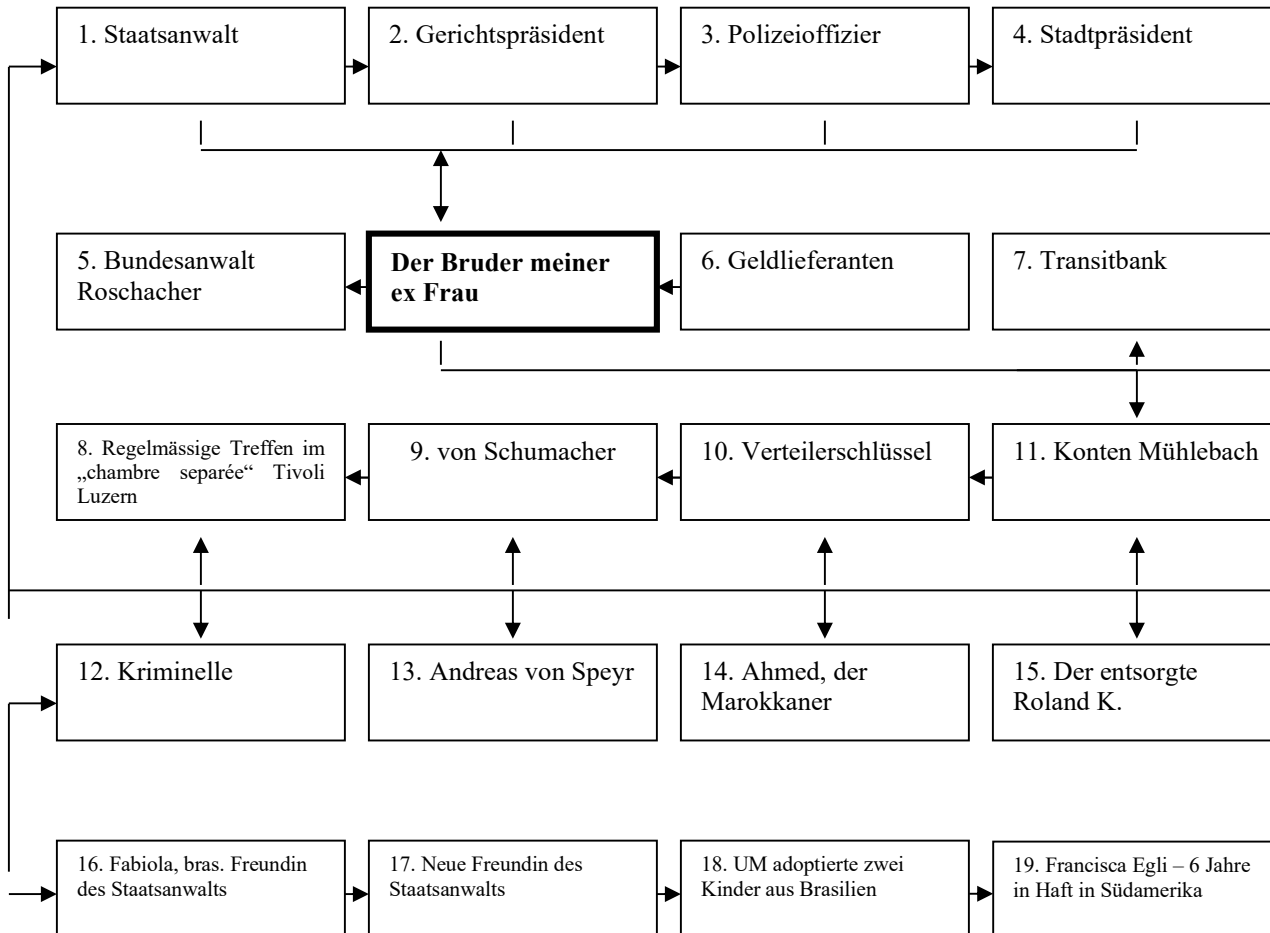 1. Staatsanwalt
2. Gerichtspräsident
3. Polizeioffizier
4. Stadtpräsident
5. Bundesanwalt
Roschacher
Der Bruder meiner
ex Frau
6. Geldlieferanten
7. Transitbank
8. Regelmässige Treffen im
„chambre separée“ Tivoli
Luzern
9. von Schumacher
10. Verteilerschlüssel
11. Konten Mühlebach
12. Kriminelle
13. Andreas von Speyr
14. Ahmed, der
Marokkaner
15. Der entsorgte
Roland K.
16. Fabiola, bras. Freundin
des Staatsanwalts
17. Neue Freundin des
Staatsanwalts
18. UM adoptierte zwei
Kinder aus Brasilien
19. Francisca Egli – 6 Jahre
in Haft in Südamerika